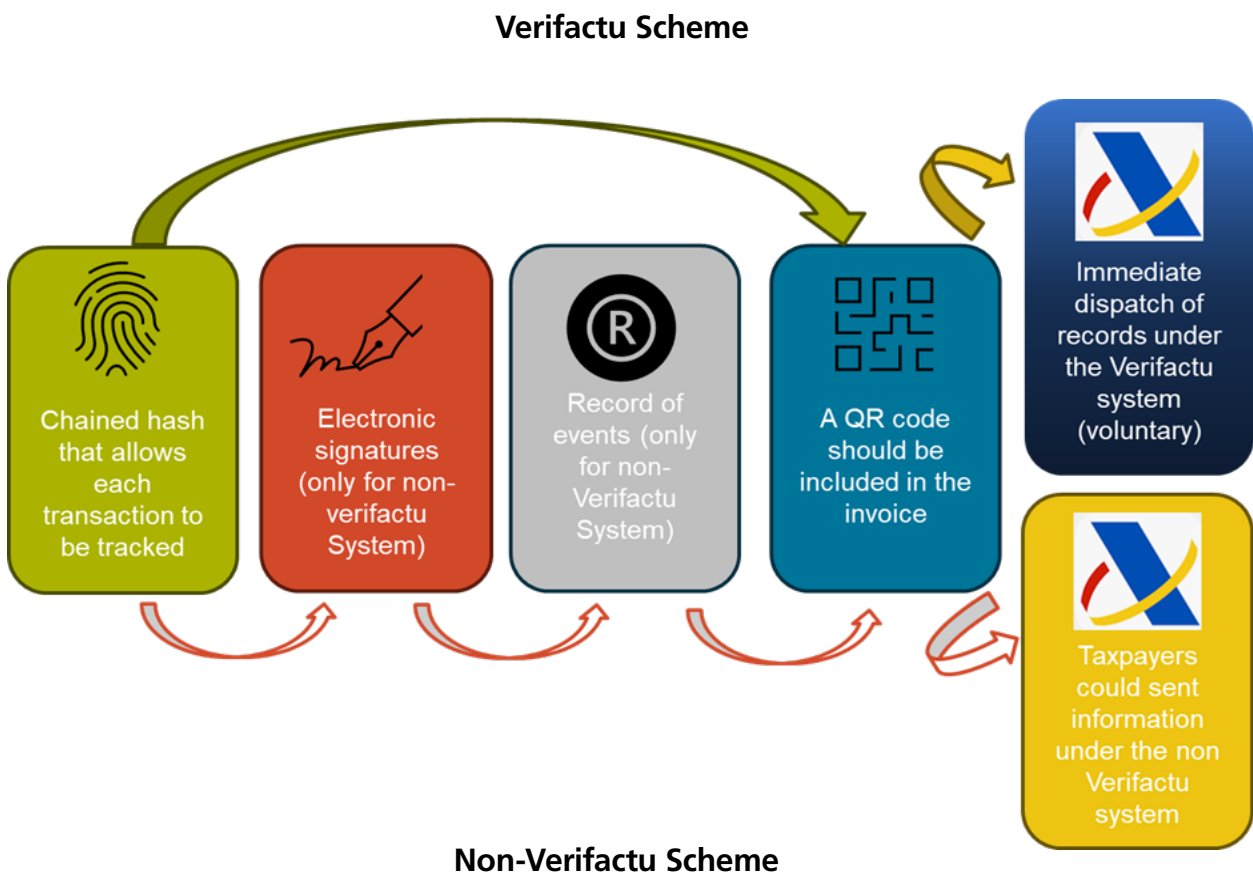 Verifactu Scheme
Chained hash
that allows
each
transaction to
be tracked
Electronic
signatures
(only for non-
verifactu
System)
R
Record of
events (only
for non-
Verifactu
System)
A QR code
should be
included in the
invoice
Immediate
dispatch of
records under
the Verifactu
system
(voluntary)
Taxpayers
could sent
information
under the non
Verifactu
system
Non-Verifactu Scheme